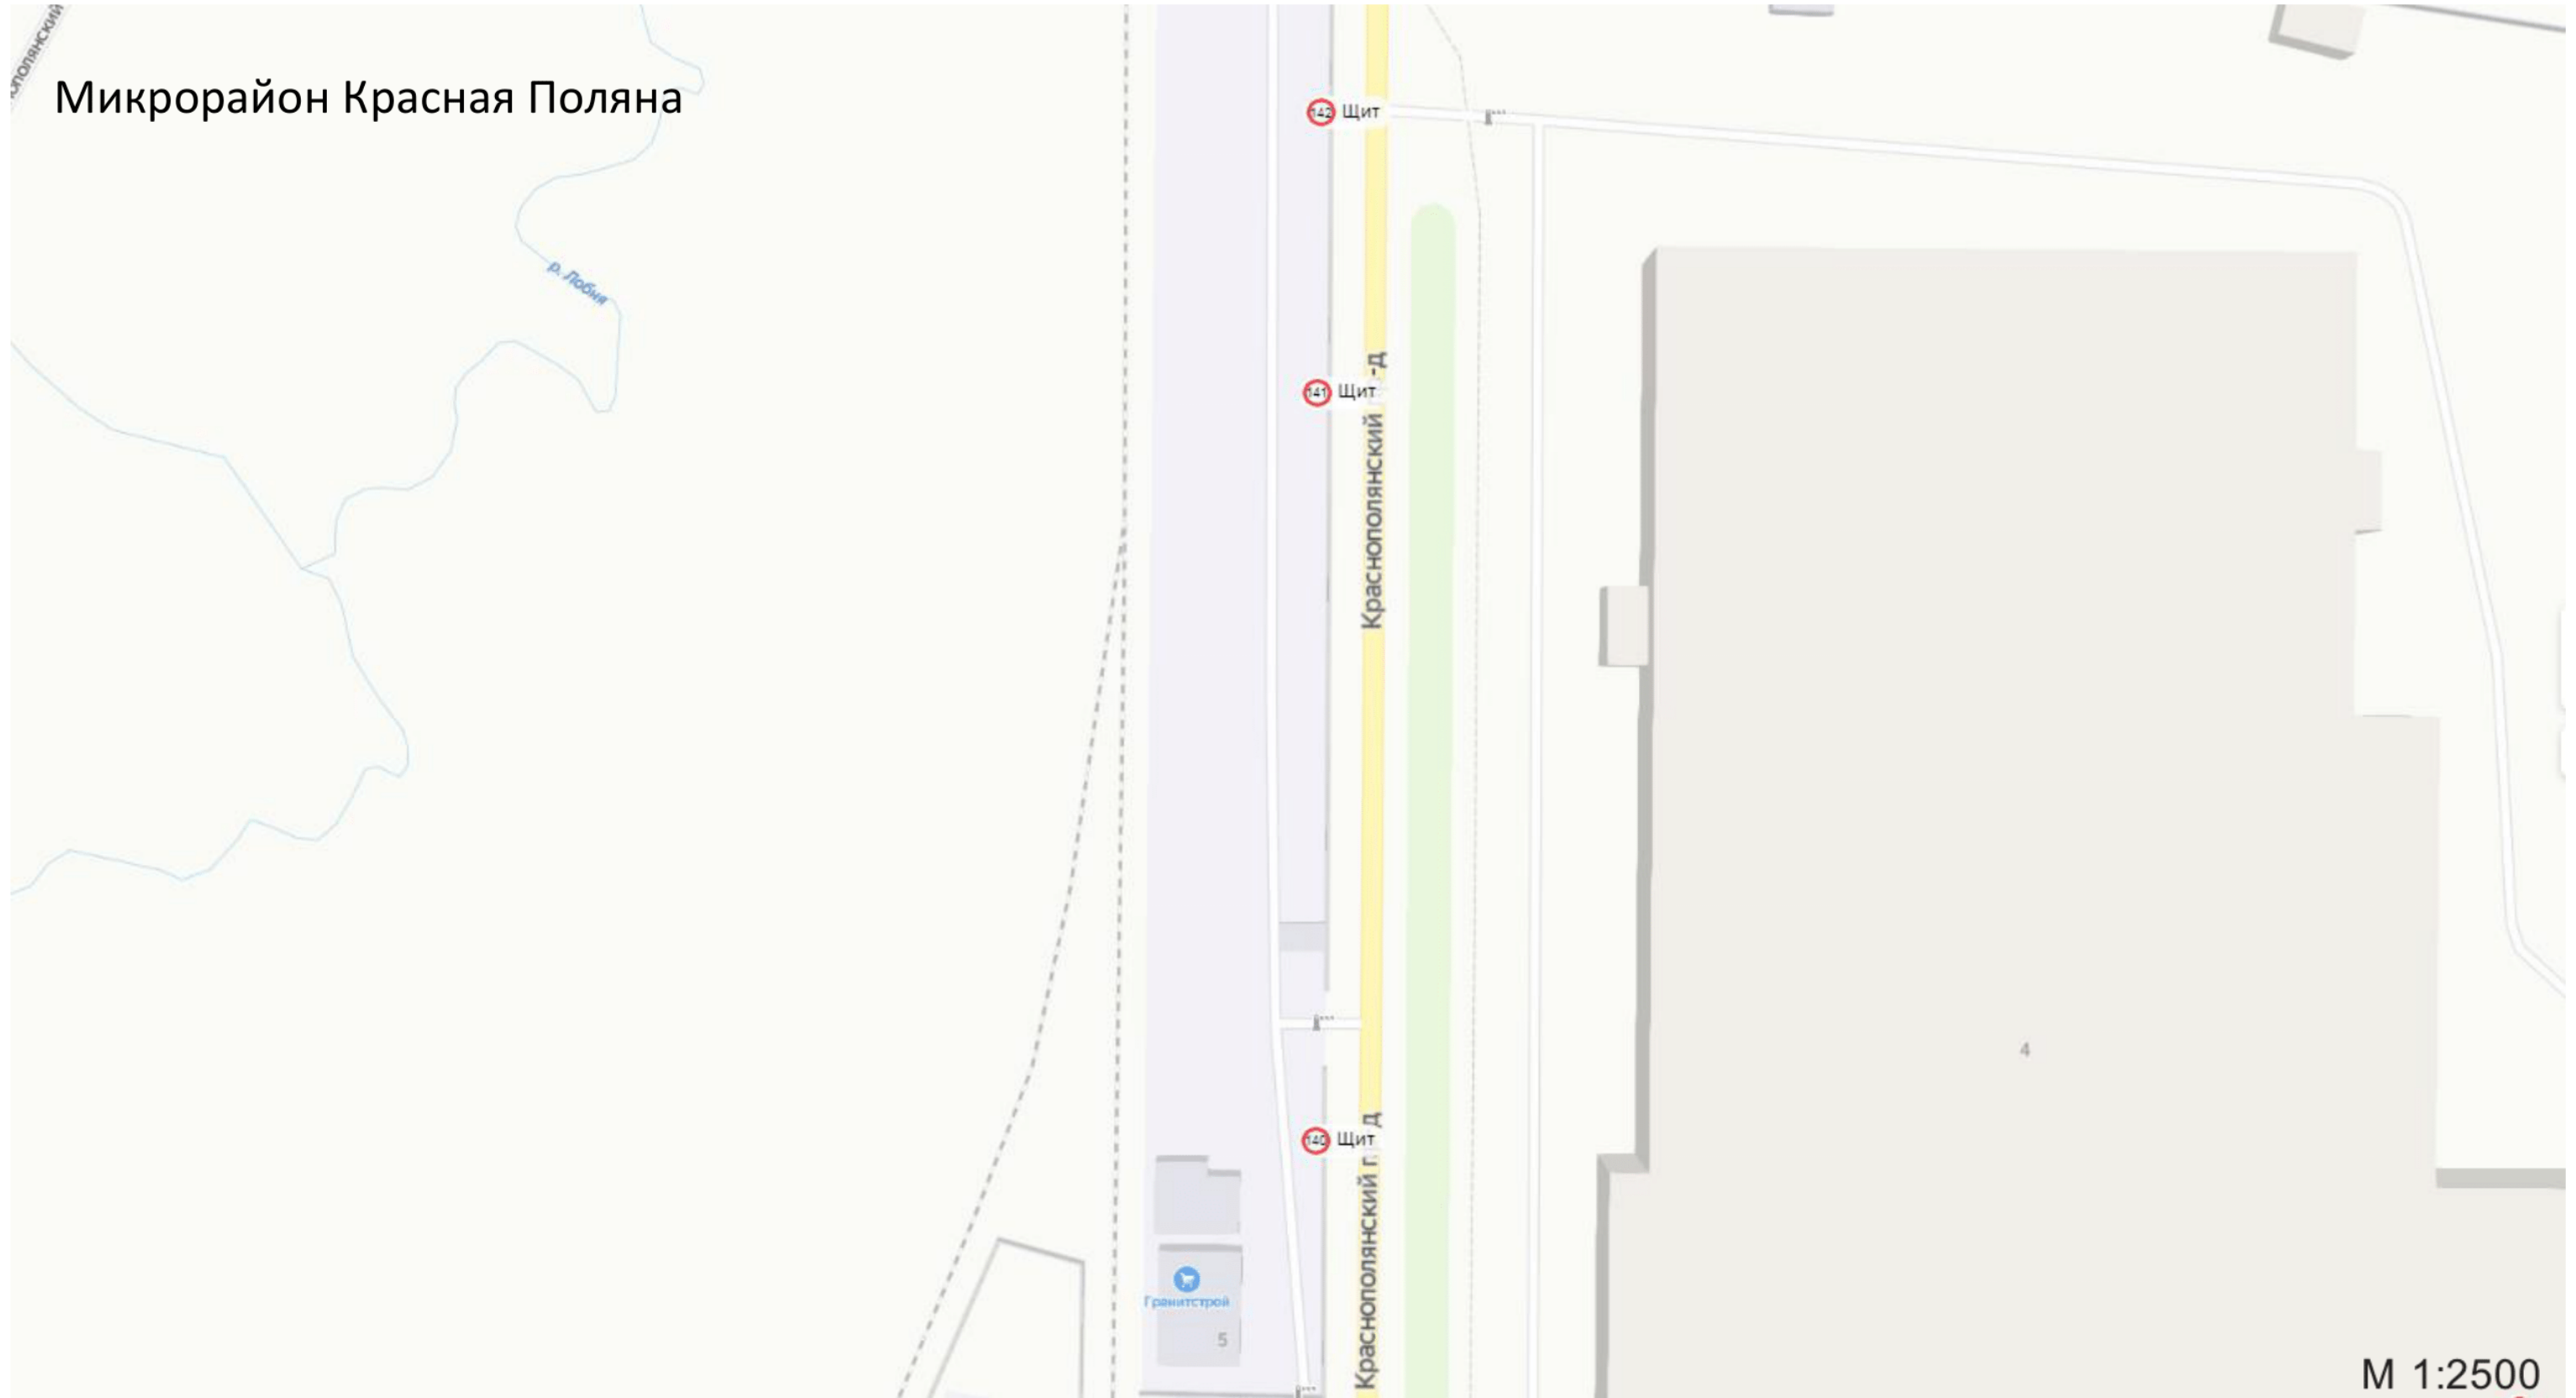 Микрорайон Красная Поляна
142 Щит
р. Лобня
141 Щит
Краснополянский
4
140 Щит
Краснополянский
Гранитстрой
5
М 1:2500